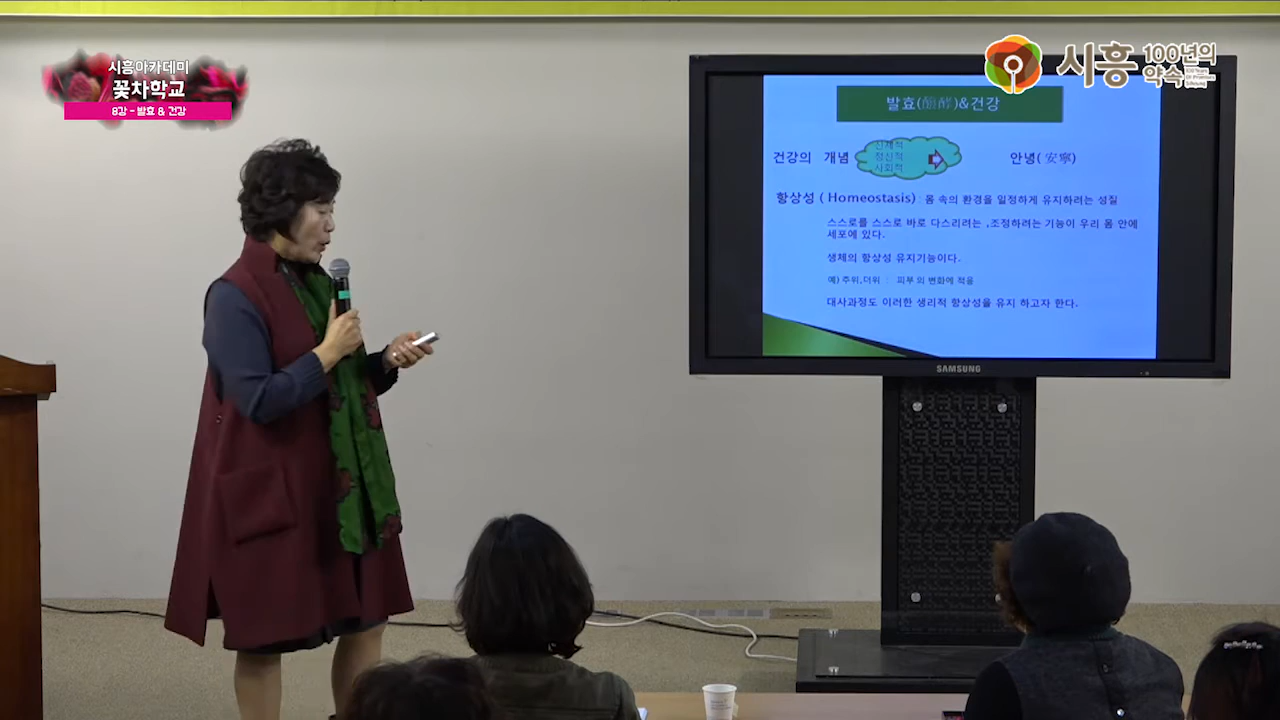 시흥아카데미
꽃차학교
8강 - 발효 & 건강
시흥 100년의
약속
발효(醱酵)&건강
건강의 개념
신체적
정신적
사회적
안녕( 安寧)
항상성 ( Homeostasis) : 몸 속의 환경을 일정하게 유지하려는 성질
스스로를 스스로 바로 다스리려는 ,조정하려는 기능이 우리 몸 안에
세포에 있다.
생체의 항상성 유지기능이다.
예) 추위,더위 : 피부의 변화에 적응
대사과정도 이러한 생리적 항상성을 유지 하고자 한다.
SAMSUNG